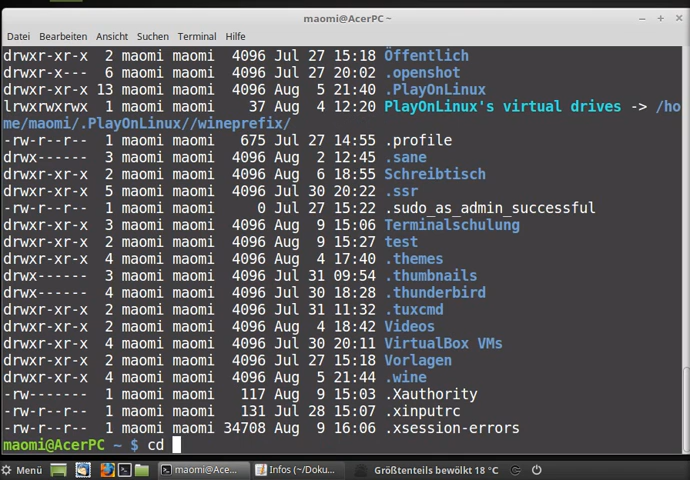 maomi@AcerPC ~
Datei Bearbeiten Ansicht Suchen Terminal Hilfe
drwxr-xr-x 2 maomi maomi 4096 Jul 27 15:18 Öffentlich
drwxr-x--- 6 maomi maomi 4096 Jul 27 20:02 .openshot
drwxr-xr-x 13 maomi maomi 4096 Aug 5 21:40 .PlayOnLinux
lrwxrwxrwx 1 maomi maomi 37 Aug 4 12:20 PlayOnLinux's virtual drives -> /ho
me/maomi/.PlayOnLinux//wineprefix/
-rw-r--r-- 1 maomi maomi 675 Jul 27 14:55 .profile
drwx------ 3 maomi maomi 4096 Aug 2 12:45 .sane
drwxr-xr-x 2 maomi maomi 4096 Aug 6 18:55 Schreibtisch
drwxr-xr-x 5 maomi maomi 4096 Jul 30 20:22 .ssr
-rw-r--r-- 1 maomi maomi 0 Jul 27 15:22 .sudo_as_admin_successful
drwxr-xr-x 3 maomi maomi 4096 Aug 9 15:06 Terminalschulung
drwxr-xr-x 2 maomi maomi 4096 Aug 9 15:27 test
drwxr-xr-x 2 maomi maomi 4096 Aug 4 17:40 .themes
drwx------ 3 maomi maomi 4096 Jul 31 09:54 .thumbnails
drwx------ 4 maomi maomi 4096 Jul 30 18:28 .thunderbird
drwxr-xr-x 2 maomi maomi 4096 Jul 31 11:32 .tuxcmd
drwxr-xr-x 2 maomi maomi 4096 Aug 4 18:42 Videos
drwxr-xr-x 4 maomi maomi 4096 Jul 30 20:11 VirtualBox VMs
drwxr-xr-x 2 maomi maomi 4096 Jul 27 15:18 Vorlagen
drwxr-xr-x 4 maomi maomi 4096 Aug 5 21:44 .wine
-rw------- 1 maomi maomi 117 Aug 9 15:03 .Xauthority
-rw-r--r-- 1 maomi maomi 131 Jul 28 15:07 .xinputrc
-rw-r--r-- 1 maomi maomi 34708 Aug 9 16:06 .xsession-errors
maomi@AcerPC ~ $ cd
Menü maomi@Ace... Infos (~/Doku... Größtenteils bewölkt 18 °C